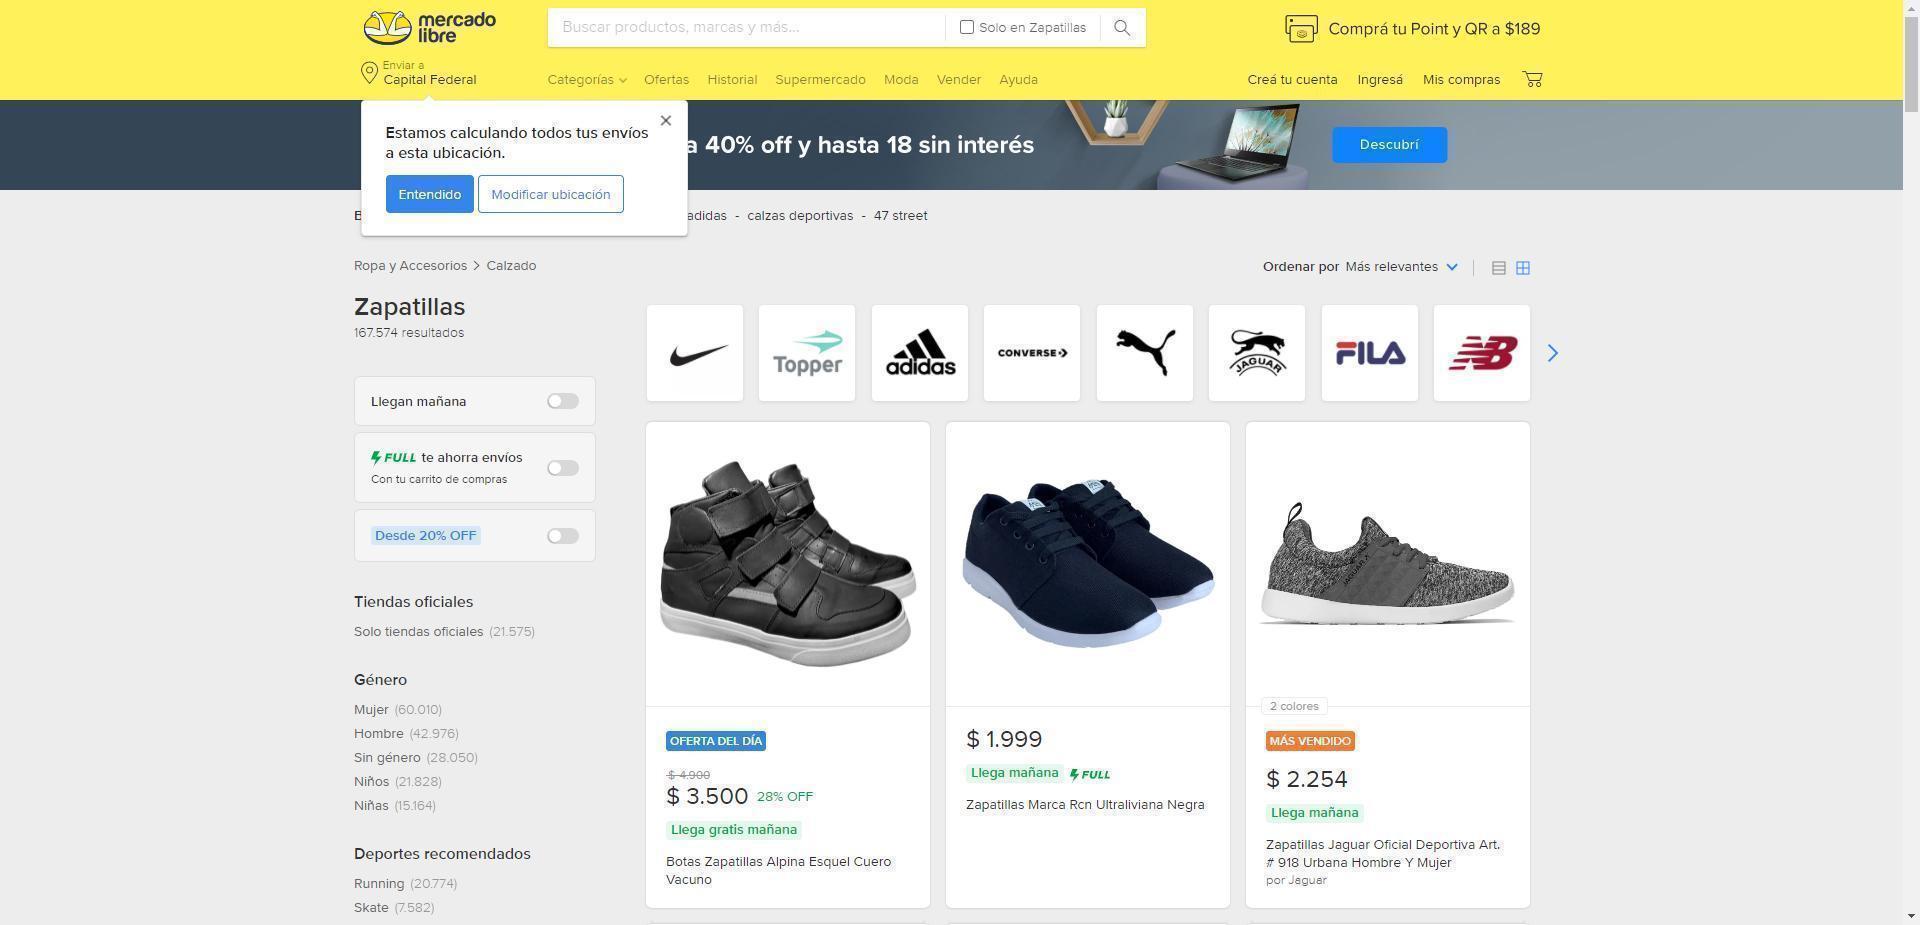 mercado
libre
Buscar productos, marcas y más...
Solo en Zapatillas
Comprá tu Point y QR a $189
Enviar a
Capital Federal
Categorías
Ofertas
Historial
Supermercado
Moda
Vender
Ayuda
Creá tu cuenta
Ingresá
Mis compras
Estamos calculando todos tus envíos
a esta ubicación.
Entendido
Modificar ubicación
a 40% off y hasta 18 sin interés
Descubrí
B
adidas - calzas deportivas - 47 street
Ropa y Accesorios > Calzado
Ordenar por Más relevantes
Zapatillas
167.574 resultados
Topper
adidas
CONVERSE
JAGUAR
FILA
NB
Llegan mañana
FULL te ahorra envíos
Con tu carrito de compras
Desde 20% OFF
Tiendas oficiales
Solo tiendas oficiales (21.575)
Género
Mujer (60.010)
Hombre (42.976)
Sin género (28.050)
Niños (21.828)
Niñas (15.164)
Deportes recomendados
Running (20.774)
Skate (7.582)
OFERTA DEL DÍA
$ 4.900
$ 3.500 28% OFF
Llega gratis mañana
Botas Zapatillas Alpina Esquel Cuero
Vacuno
$ 1.999
Llega mañana FULL
Zapatillas Marca Rcn Ultraliviana Negra
2 colores
MÁS VENDIDO
$ 2.254
Llega mañana
Zapatillas Jaguar Oficial Deportiva Art.
# 918 Urbana Hombre Y Mujer
por Jaguar